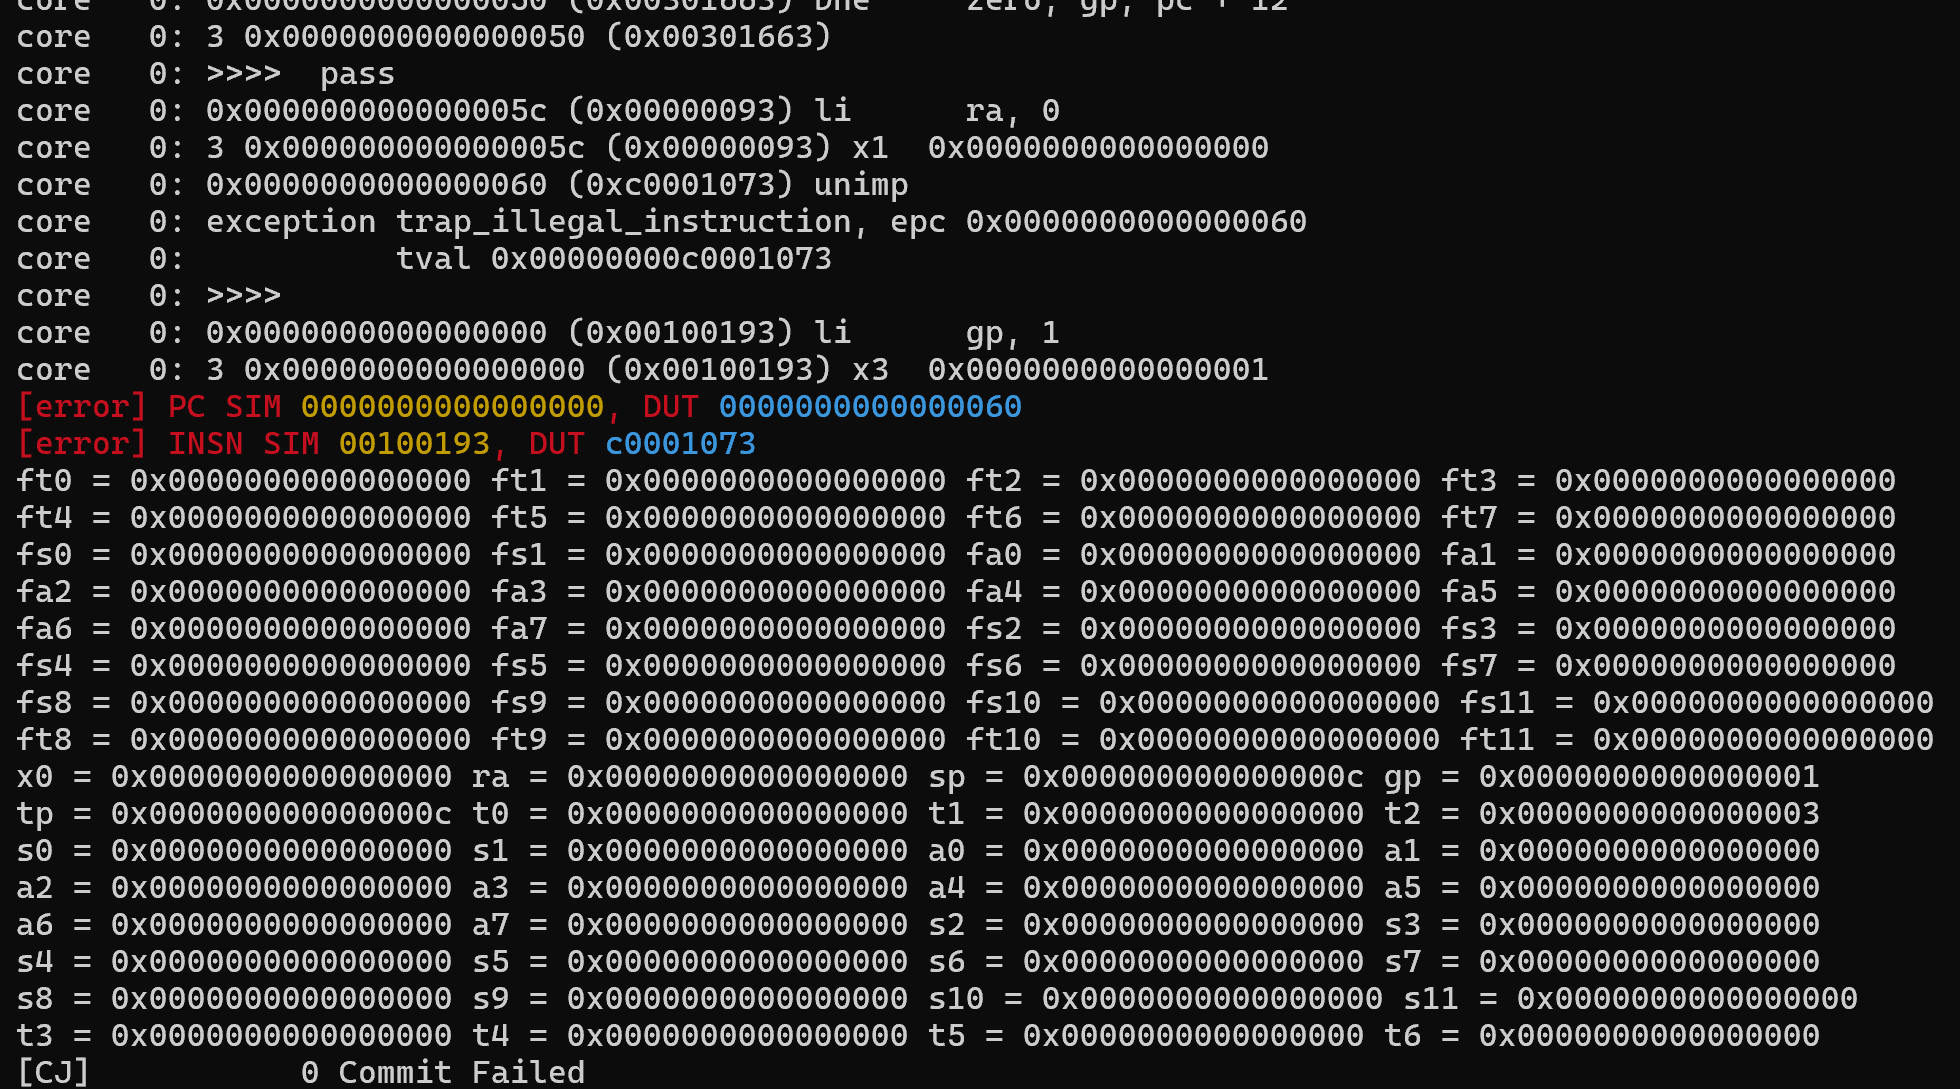 core   0: 0x0000000000000050 (0x00301663) bne     zero, gp, pc + 12
core   0: 3 0x0000000000000050 (0x00301663)
core   0: >>>>  pass
core   0: 0x000000000000005c (0x00000093) li      ra, 0
core   0: 3 0x000000000000005c (0x00000093) x1  0x0000000000000000
core   0: 0x0000000000000060 (0xc0001073) unimp
core   0: exception trap_illegal_instruction, epc 0x0000000000000060
core   0:           tval 0x00000000c0001073
core   0: >>>>
core   0: 0x0000000000000000 (0x00100193) li      gp, 1
core   0: 3 0x0000000000000000 (0x00100193) x3  0x0000000000000001
[error] PC SIM 0000000000000000, DUT 0000000000000060
[error] INSN SIM 00100193, DUT c0001073
ft0 = 0x0000000000000000 ft1 = 0x0000000000000000 ft2 = 0x0000000000000000 ft3 = 0x0000000000000000
ft4 = 0x0000000000000000 ft5 = 0x0000000000000000 ft6 = 0x0000000000000000 ft7 = 0x0000000000000000
fs0 = 0x0000000000000000 fs1 = 0x0000000000000000 fa0 = 0x0000000000000000 fa1 = 0x0000000000000000
fa2 = 0x0000000000000000 fa3 = 0x0000000000000000 fa4 = 0x0000000000000000 fa5 = 0x0000000000000000
fa6 = 0x0000000000000000 fa7 = 0x0000000000000000 fs2 = 0x0000000000000000 fs3 = 0x0000000000000000
fs4 = 0x0000000000000000 fs5 = 0x0000000000000000 fs6 = 0x0000000000000000 fs7 = 0x0000000000000000
fs8 = 0x0000000000000000 fs9 = 0x0000000000000000 fs10 = 0x0000000000000000 fs11 = 0x0000000000000000
ft8 = 0x0000000000000000 ft9 = 0x0000000000000000 ft10 = 0x0000000000000000 ft11 = 0x0000000000000000
x0 = 0x0000000000000000 ra = 0x0000000000000000 sp = 0x000000000000000c gp = 0x0000000000000001
tp = 0x000000000000000c t0 = 0x0000000000000000 t1 = 0x0000000000000000 t2 = 0x0000000000000003
s0 = 0x0000000000000000 s1 = 0x0000000000000000 a0 = 0x0000000000000000 a1 = 0x0000000000000000
a2 = 0x0000000000000000 a3 = 0x0000000000000000 a4 = 0x0000000000000000 a5 = 0x0000000000000000
a6 = 0x0000000000000000 a7 = 0x0000000000000000 s2 = 0x0000000000000000 s3 = 0x0000000000000000
s4 = 0x0000000000000000 s5 = 0x0000000000000000 s6 = 0x0000000000000000 s7 = 0x0000000000000000
s8 = 0x0000000000000000 s9 = 0x0000000000000000 s10 = 0x0000000000000000 s11 = 0x0000000000000000
t3 = 0x0000000000000000 t4 = 0x0000000000000000 t5 = 0x0000000000000000 t6 = 0x0000000000000000
[CJ]           0 Commit Failed